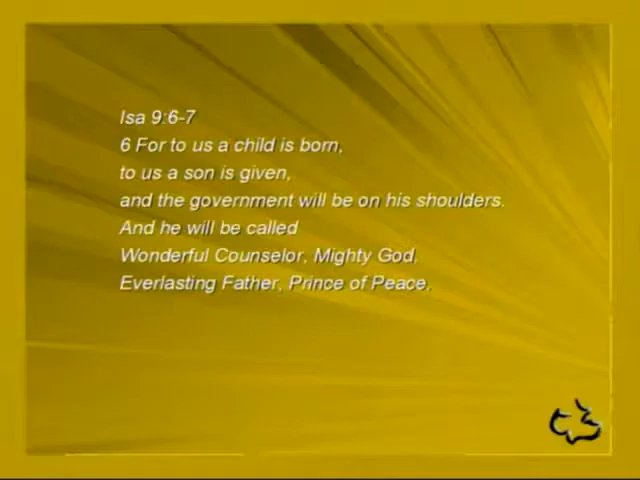 Isa 9:6-7
6 For to us a child is born,
to us a son is given,
and the government will be on his shoulders.
And he will be called
Wonderful Counselor, Mighty God,
Everlasting Father, Prince of Peace.